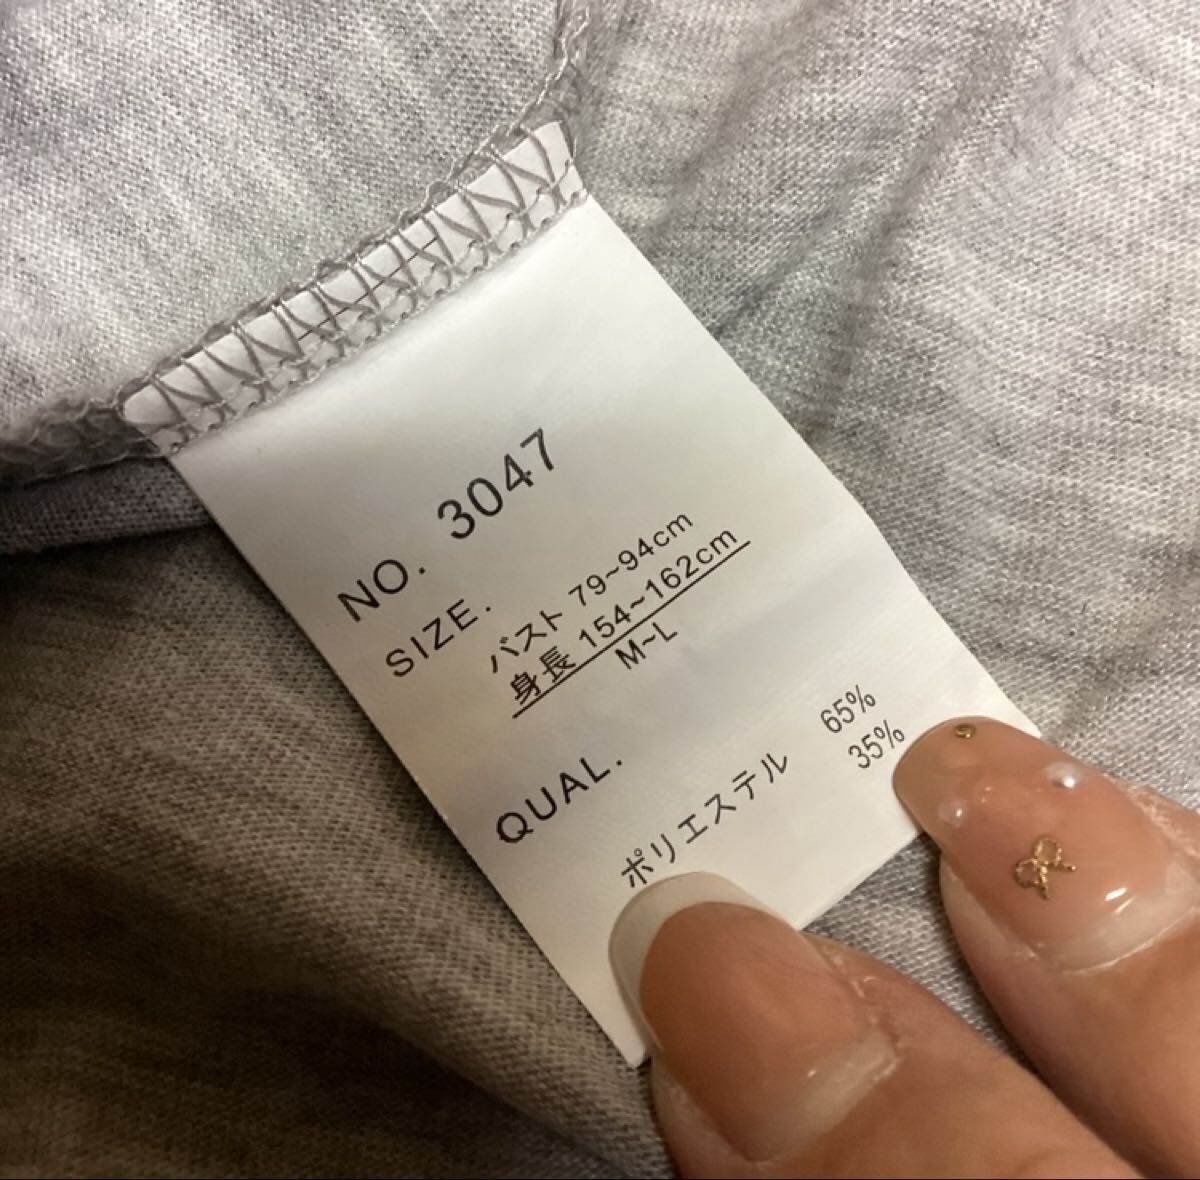 NO. 3047
SIZE.
バスト 79~94cm
身長 154~162cm
M~L
QUAL.
65%
ポリエステル 35%